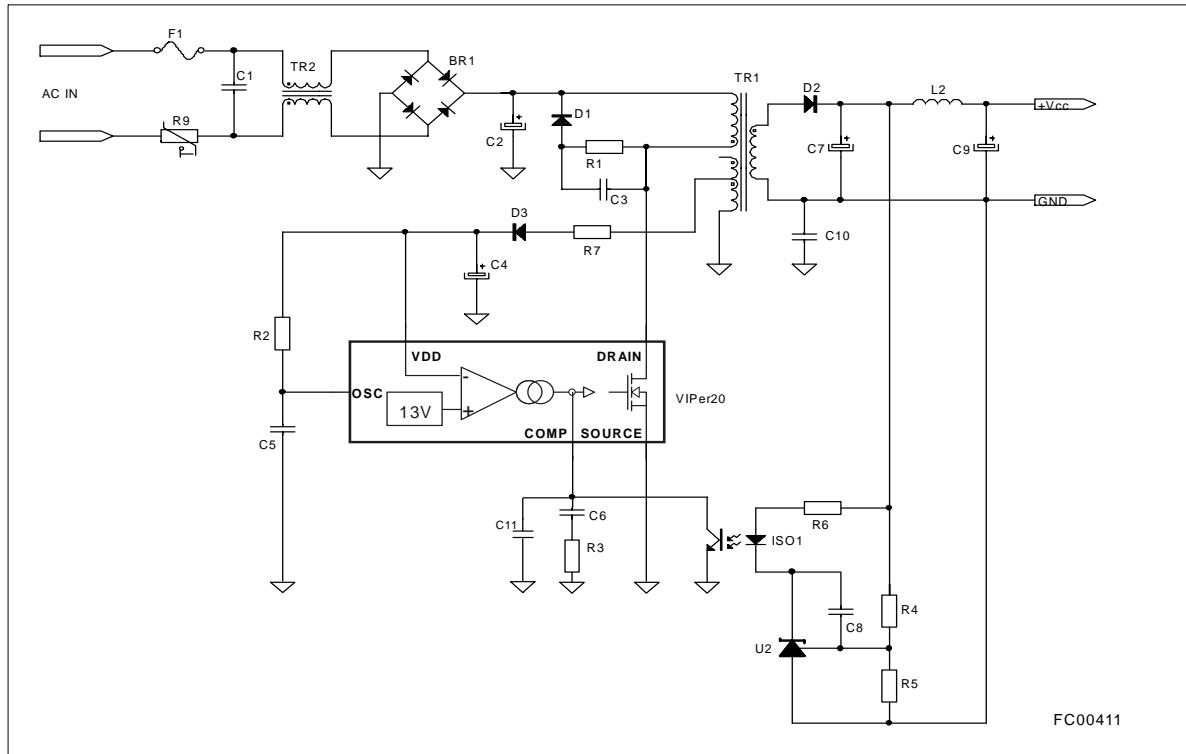 F1
BR1
TR1
D2
L2
TR2
C1
+Vcc
AC IN
D1
R9
C2
C7
C9
R1
T
C3
GND
D3
R7
C10
C4
R2
VDD
DRAIN
OSC
-
VIPer20
13V
+
COMP
SOURCE
C5
C6
R6
C11
ISO1
R3
R4
C8
U2
R5
FC00411